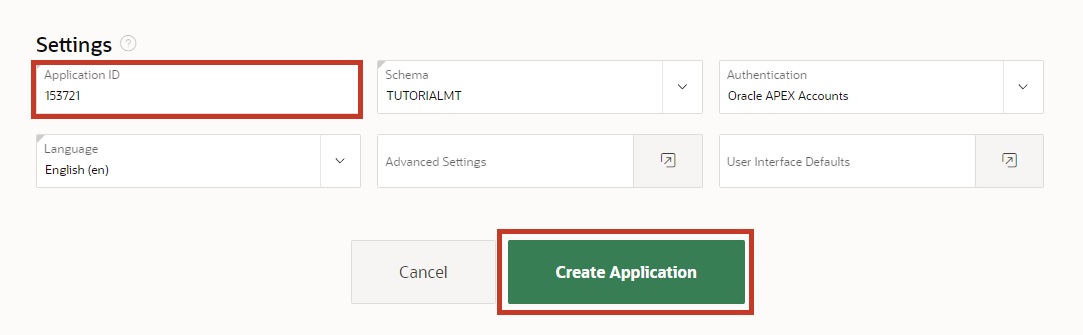 Settings
Application ID
153721
Schema
TUTORIALMT
Authentication
Oracle APEX Accounts
Language
English (en)
Advanced Settings
User Interface Defaults
Cancel
Create Application